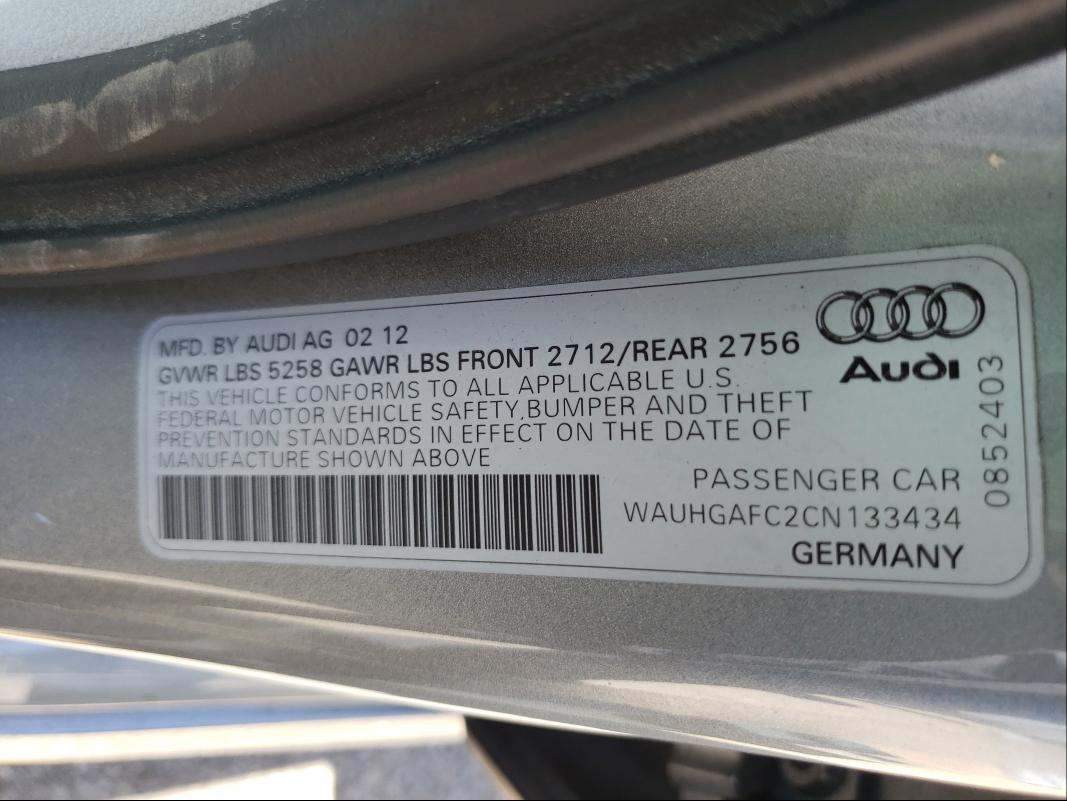 MFD. BY AUDI AG 02 12
GVWR LBS 5258 GAWR LBS FRONT 2712/REAR 2756
THIS VEHICLE CONFORMS TO ALL APPLICABLE U.S.
FEDERAL MOTOR VEHICLE SAFETY,BUMPER AND THEFT
PREVENTION STANDARDS IN EFFECT ON THE DATE OF
MANUFACTURE SHOWN ABOVE
PASSENGER CAR
WAUHGAFC2CN133434
GERMANY
Audi
0852403